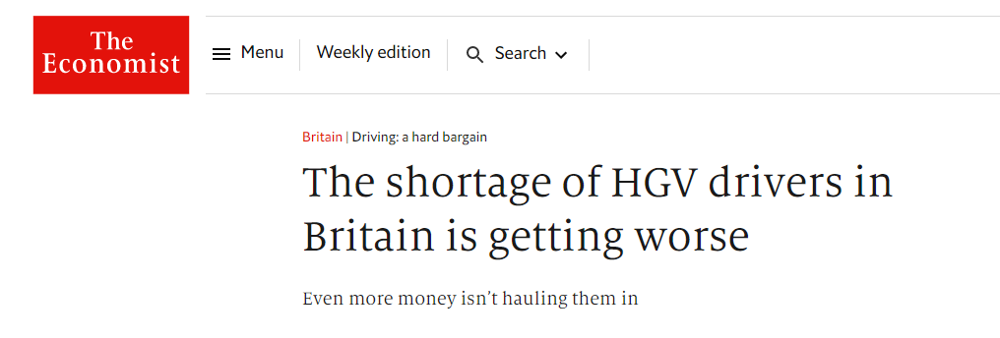 The
Economist
Menu
Weekly edition
Search
Britain | Driving: a hard bargain
The shortage of HGV drivers in
Britain is getting worse
Even more money isn’t hauling them in